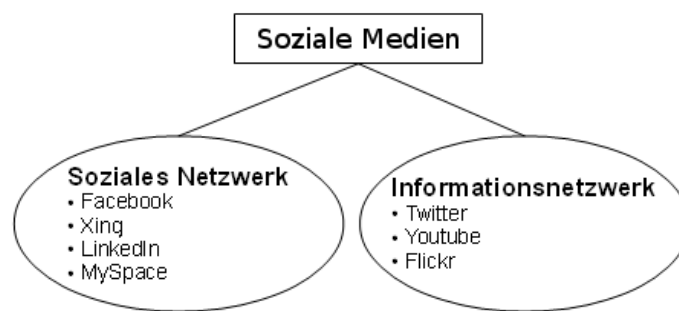 Soziale Medien
Soziales Netzwerk
• Facebook
• Xing
• LinkedIn
• MySpace
Informationsnetzwerk
• Twitter
• Youtube
• Flickr